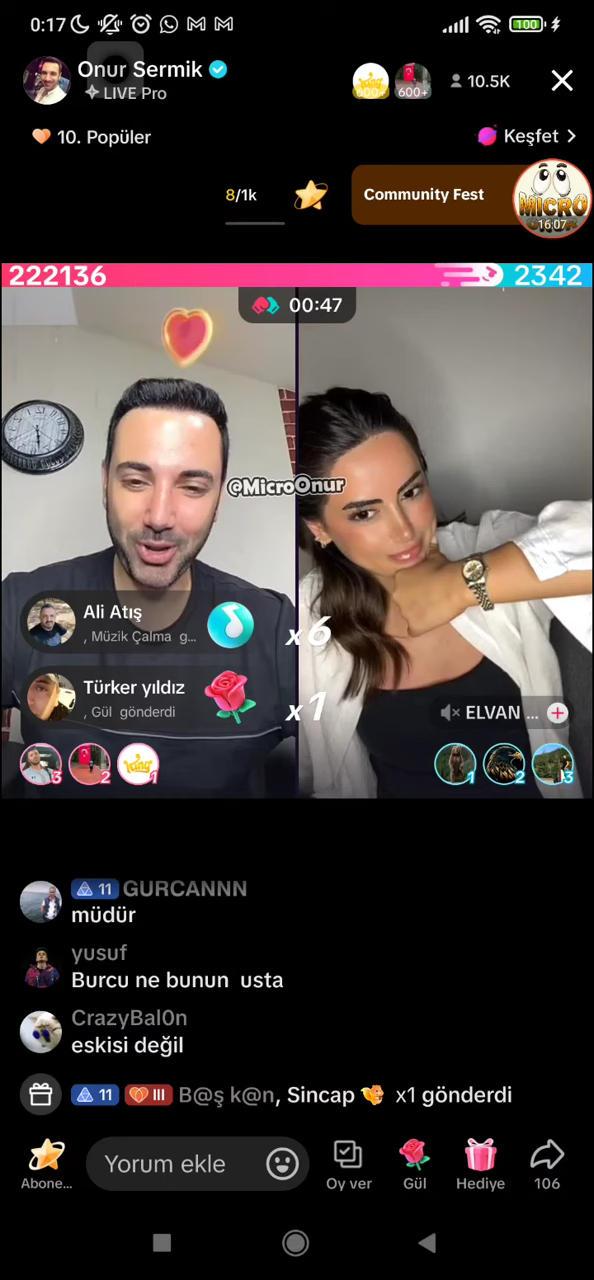 0:17
100
Onur Sermik
LIVE Pro
600+
600+
10.5K
10. Popüler
Keşfet
8/1k
Community Fest
MICRO
16:07
222136
2342
00:47
@MicroOnur
Ali Atış
, Müzik Çalma g...
x6
Türker yıldız
, Gül gönderdi
x1
ELVAN ...
3
2
king
1
1
2
3
11 GURCANNN
müdür
yusuf
Burcu ne bunun usta
CrazyBal0n
eskisi değil
11 III B@ş k@n, Sincap x1 gönderdi
Abone...
Yorum ekle
Oy ver
Gül
Hediye
106